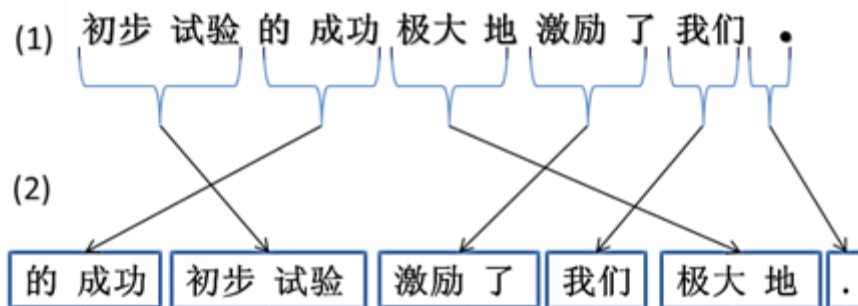 (1) 初步 试验 的 成功 极大 地 激励 了 我们 .
(2)
的 成功 初步 试验 激励 了 我们 极大 地 .